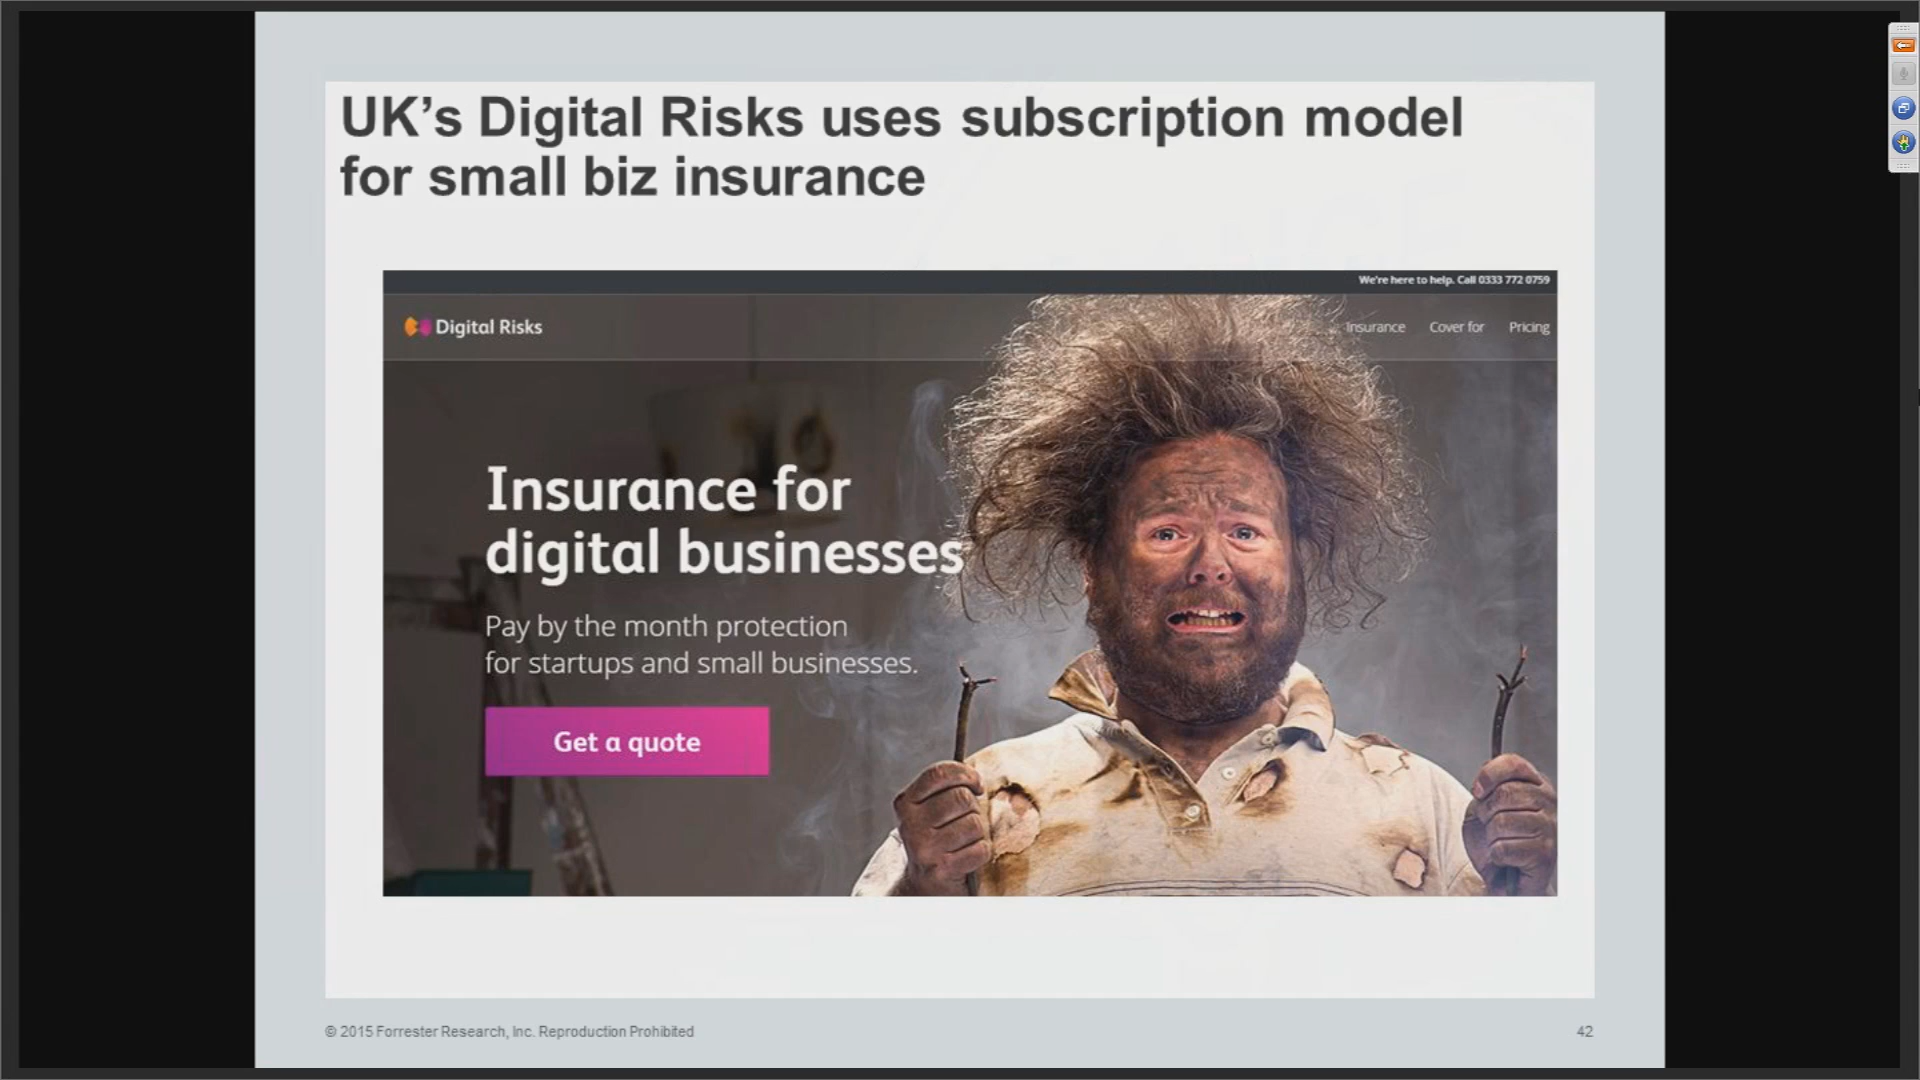 UK's Digital Risks uses subscription model
for small biz insurance
We're here to help. Call 0333 772 0759
Digital Risks
Insurance Cover for Pricing
Insurance for
digital businesses
Pay by the month protection
for startups and small businesses.
Get a quote
© 2015 Forrester Research, Inc. Reproduction Prohibited
42